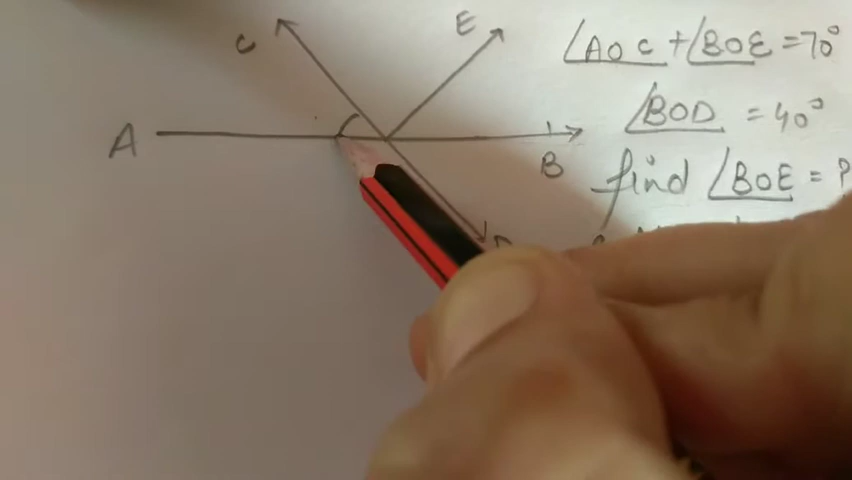 C
E
∠AOC + ∠BOE = 70°
∠BOD = 40°
A
B
find ∠BOE =